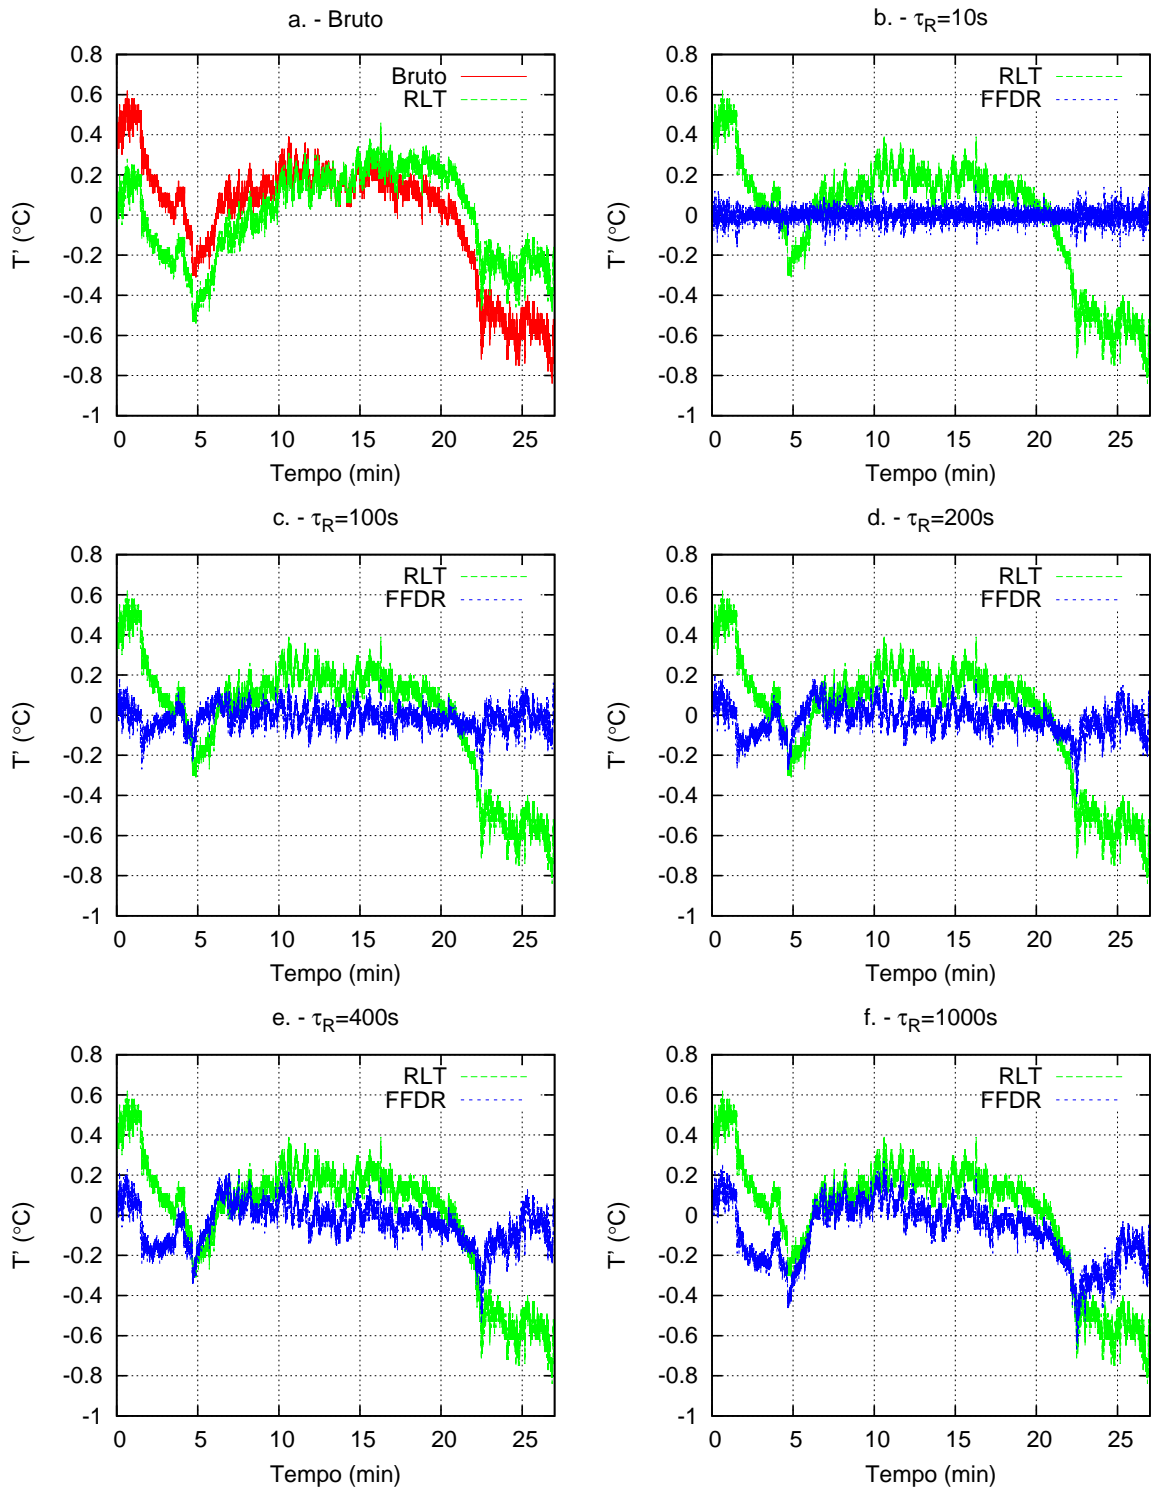 a. - Bruto
T' (°C)
0.8
0.6
0.4
0.2
0
-0.2
-0.4
-0.6
-0.8
-1
Bruto
RLT
0 5 10 15 20 25
Tempo (min)
b. - τR=10s
T' (°C)
0.8
0.6
0.4
0.2
0
-0.2
-0.4
-0.6
-0.8
-1
RLT
FFDR
0 5 10 15 20 25
Tempo (min)
c. - τR=100s
T' (°C)
0.8
0.6
0.4
0.2
0
-0.2
-0.4
-0.6
-0.8
-1
RLT
FFDR
0 5 10 15 20 25
Tempo (min)
d. - τR=200s
T' (°C)
0.8
0.6
0.4
0.2
0
-0.2
-0.4
-0.6
-0.8
-1
RLT
FFDR
0 5 10 15 20 25
Tempo (min)
e. - τR=400s
T' (°C)
0.8
0.6
0.4
0.2
0
-0.2
-0.4
-0.6
-0.8
-1
RLT
FFDR
0 5 10 15 20 25
Tempo (min)
f. - τR=1000s
T' (°C)
0.8
0.6
0.4
0.2
0
-0.2
-0.4
-0.6
-0.8
-1
RLT
FFDR
0 5 10 15 20 25
Tempo (min)